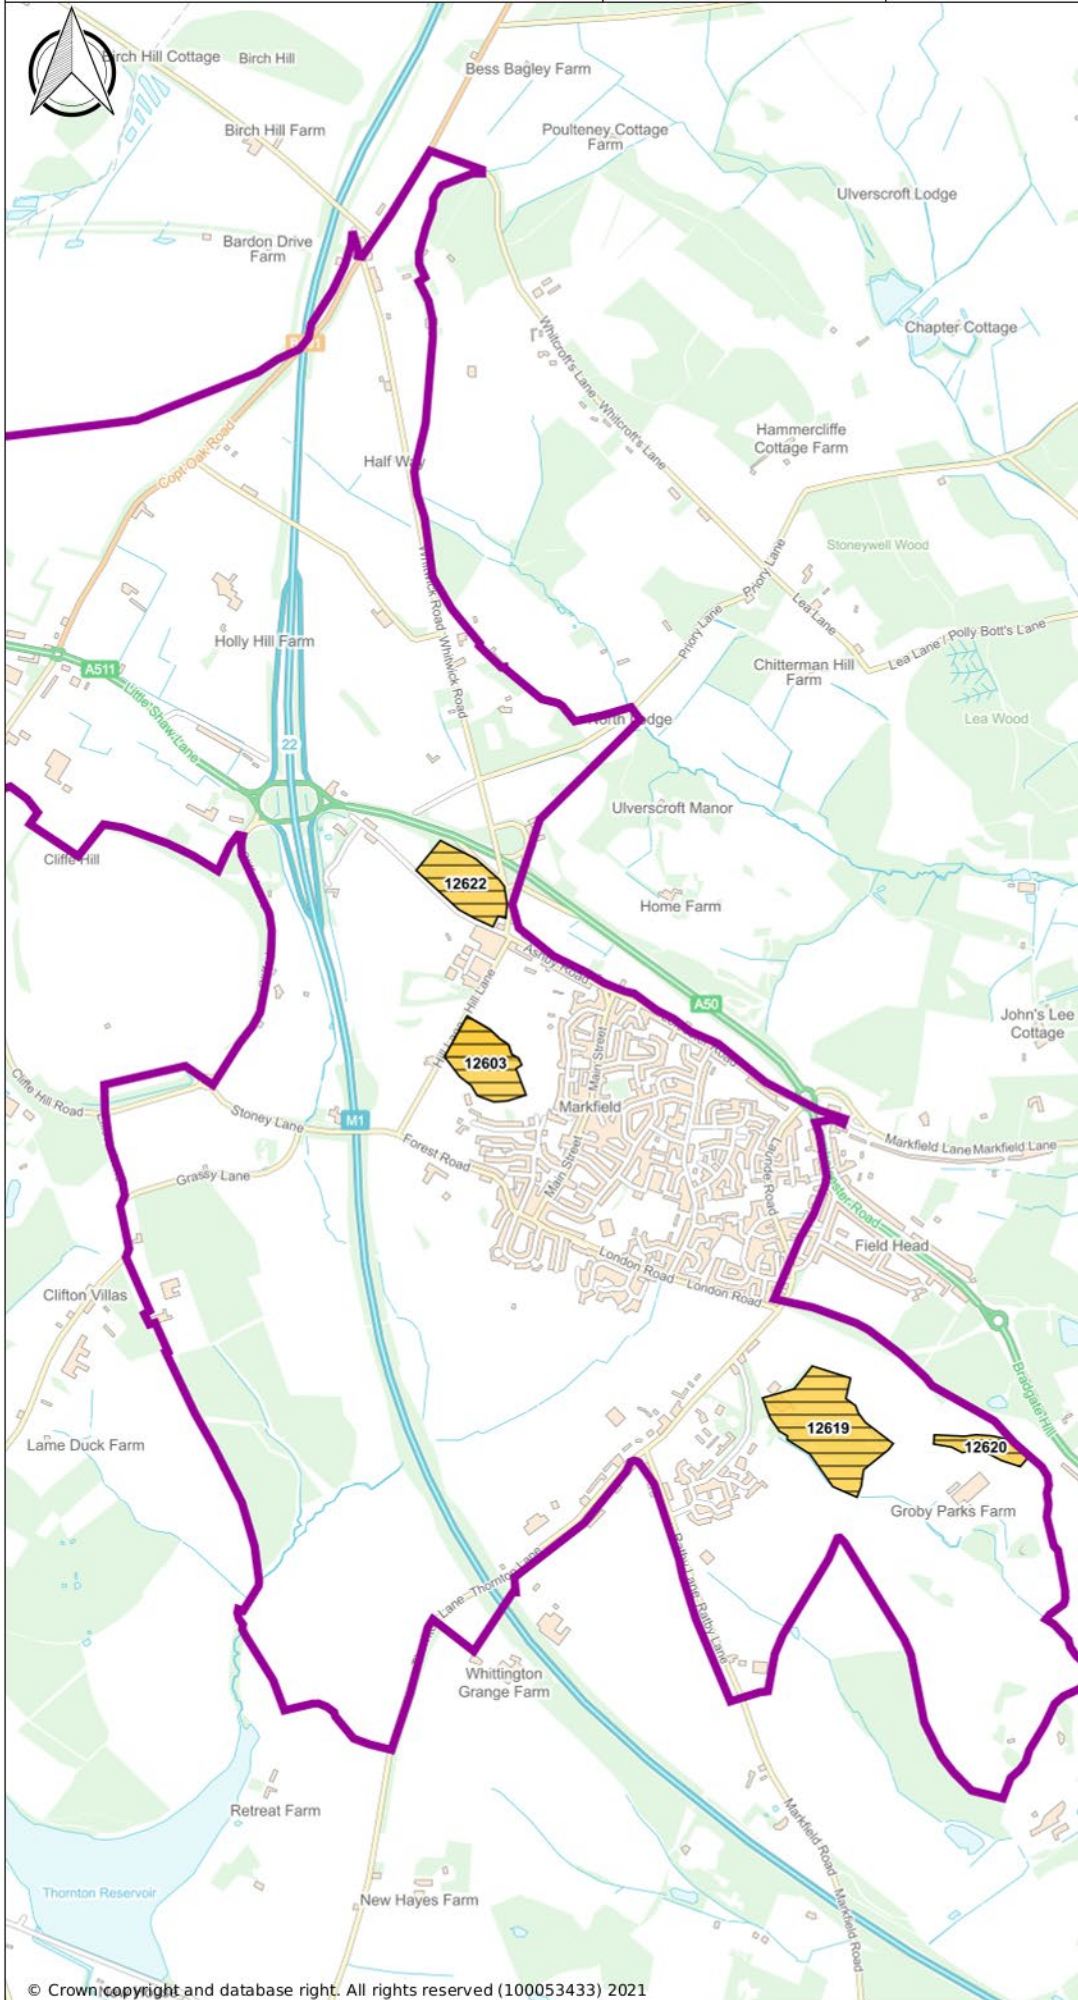 Birch Hill Cottage
Birch Hill
Bess Bagley Farm
Birch Hill Farm
Poulteney Cottage
Farm
Ulverscroft Lodge
Bardon Drive
Farm
Chapter Cottage
Whitcroft's Lane
Whitcroft's Lane
Hammercliffe
Cottage Farm
Copt Oak Road
Half Way
Stoneywell Wood
Priory Lane
Whitwick Road
Lea Lane
Priory Lane
Lea Lane / Polly Bott's Lane
Holly Hill Farm
Whitwick Road
Chitterman Hill
Farm
A511
Little Shaw Lane
North Lodge
Lea Wood
22
Ulverscroft Manor
Cliffe Hill
12622
Home Farm
Ashby Road
Hill Lane
A50
John's Lee
Cottage
Hill Lane
12603
Main Street
Cliffe Hill Road
Markfield
Stoney Lane
M1
Forest Road
Main Street
Launde Road
Markfield Lane
Markfield Lane
Grassy Lane
Field Head
London Road
London Road
Clifton Villas
Bradgate Hill
Lame Duck Farm
12619
12620
Groby Parks Farm
Thornton Lane
Ratby Lane
Ratby Lane
Whittington
Grange Farm
Retreat Farm
Markfield Road
Markfield Road
Thornton Reservoir
New Hayes Farm
© Crown copyright and database right. All rights reserved (100053433) 2021